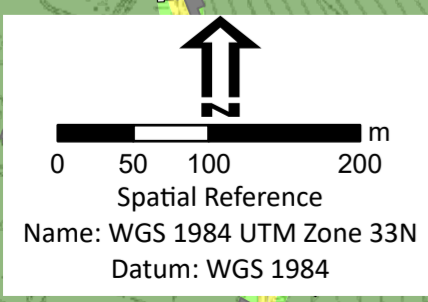 N
m
0 50 100 200
Spatial Reference
Name: WGS 1984 UTM Zone 33N
Datum: WGS 1984